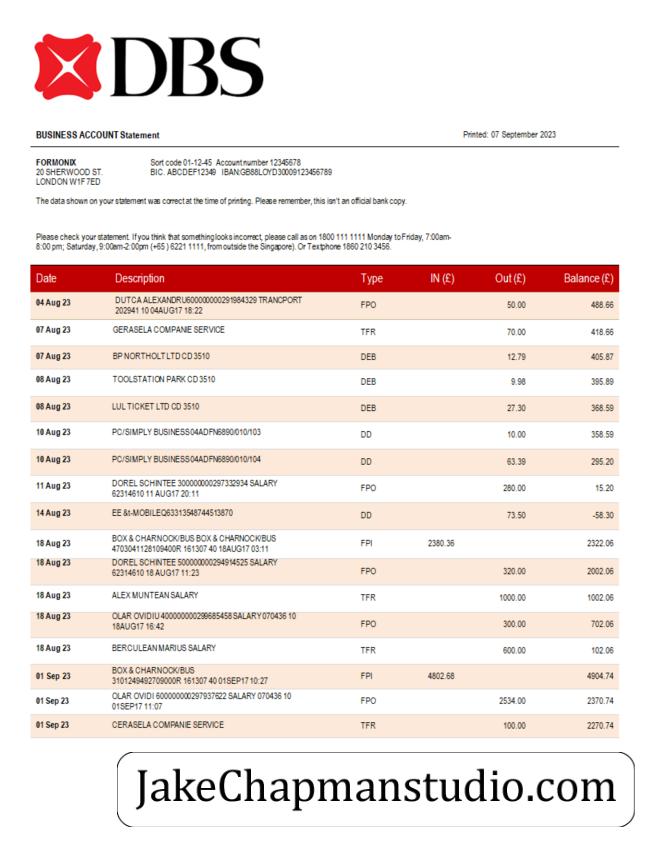 DBS
BUSINESS ACCOUNT Statement Printed: 07 September 2023
FORMONIX Sort code 01-12-45 Account number 12345678
20 SHERWOOD ST. BIC. ABCDEF12349 IBAN:GB88LOYD30009123456789
LONDON W1F 7ED
The data shown on your statement was correct at the time of printing. Please remember, this isn't an official bank copy.
Please check your statement. If you think that something looks incorrect, please call as on 1800 111 1111 Monday to Friday, 7:00am-
8:00 pm; Saturday, 9:00am-2:00pm (+65 ) 6221 1111, from outside the Singapore). Or Textphone 1860 210 3456.
Date Description Type IN (£) Out (£) Balance (£)
04 Aug 23 DUTCA ALEXANDRU600000000291984329 TRANCPORT
202941 10 04AUG17 18:22 FPO 50.00 488.66
07 Aug 23 GERASELA COMPANIE SERVICE TFR 70.00 418.66
07 Aug 23 BP NORTHOLT LTD CD 3510 DEB 12.79 405.87
08 Aug 23 TOOLSTATION PARK CD 3510 DEB 9.98 395.89
08 Aug 23 LUL TICKET LTD CD 3510 DEB 27.30 368.59
10 Aug 23 PC/SIMPLY BUSINESS04ADFN6890/010/103 DD 10.00 358.59
10 Aug 23 PC/SIMPLY BUSINESS04ADFN6890/010/104 DD 63.39 295.20
11 Aug 23 DOREL SCHINTEE 300000000297332934 SALARY
62314610 11 AUG17 20:11 FPO 280.00 15.20
14 Aug 23 EE &t-MOBILEQ63313548744513870 DD 73.50 -58.30
18 Aug 23 BOX & CHARNOCK/BUS BOX & CHARNOCK/BUS
4703041128109400R 161307 40 18AUG17 03:11 FPI 2380.36 2322.06
18 Aug 23 DOREL SCHINTEE 500000000294914525 SALARY
62314610 18 AUG17 11:23 FPO 320.00 2002.06
18 Aug 23 ALEX MUNTEAN SALARY TFR 1000.00 1002.06
18 Aug 23 OLAR OVIDIU 400000000299685458 SALARY 070436 10
18AUG17 16:42 FPO 300.00 702.06
18 Aug 23 BERCULEAN MARIUS SALARY TFR 600.00 102.06
01 Sep 23 BOX & CHARNOCK/BUS
3101249492709000R 161307 40 01SEP17 10:27 FPI 4802.68 4904.74
01 Sep 23 OLAR OVIDI 600000000297937622 SALARY 070436 10
01SEP17 11:07 FPO 2534.00 2370.74
01 Sep 23 CERASELA COMPANIE SERVICE TFR 100.00 2270.74
JakeChapmanstudio.com